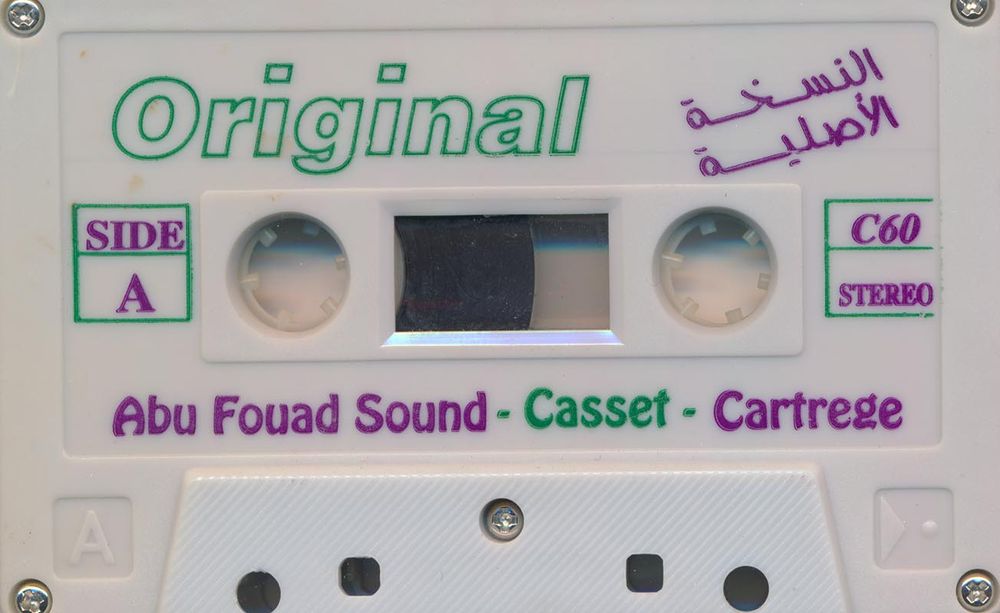 Original
النسخة
الأصلية
SIDE
A
C60
STEREO
Abu Fouad Sound - Casset - Cartrege
A